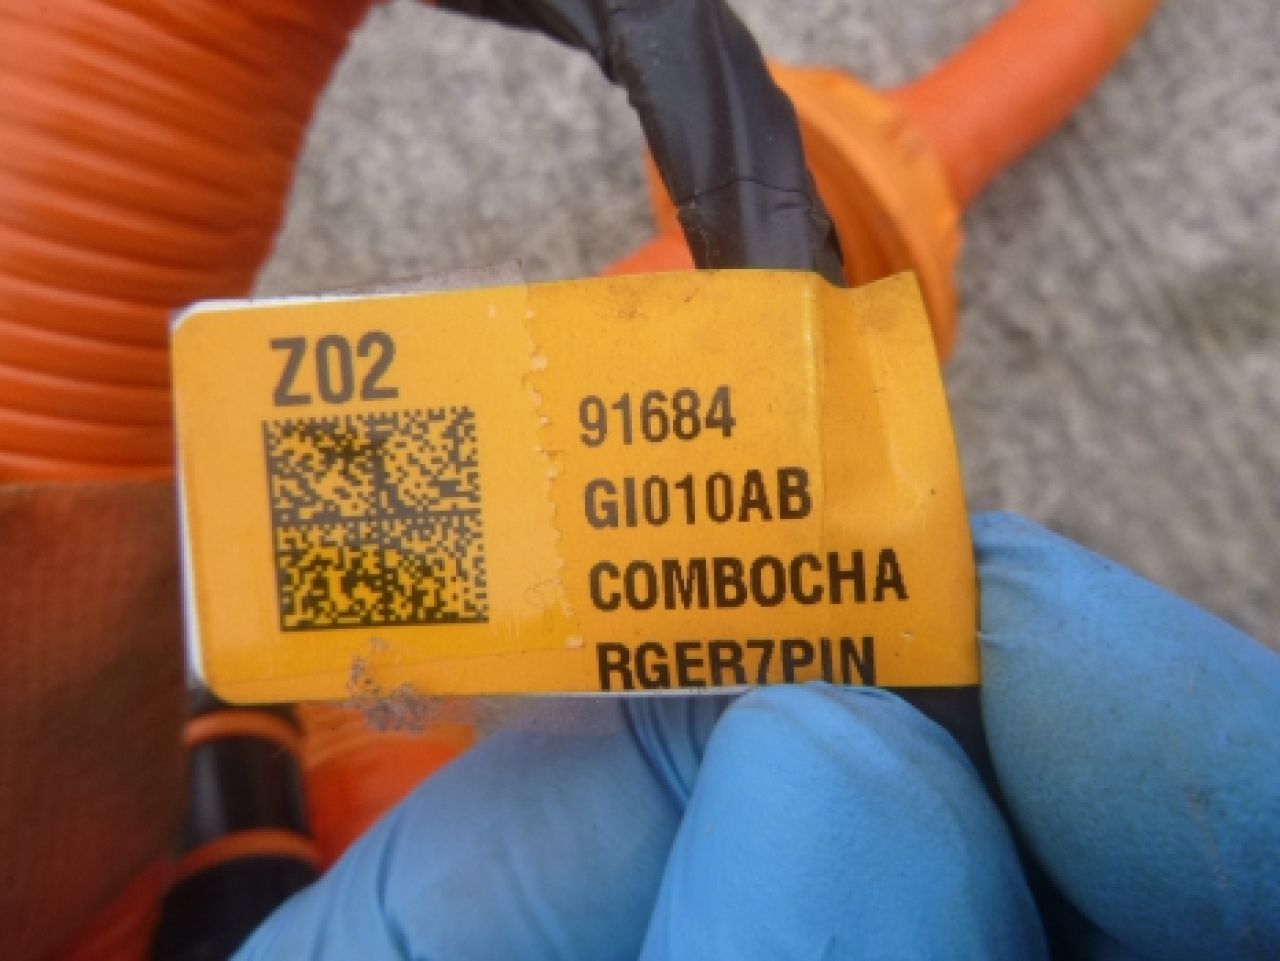 Z02
91684
GI010AB
COMBOCHA
RGER7PIN